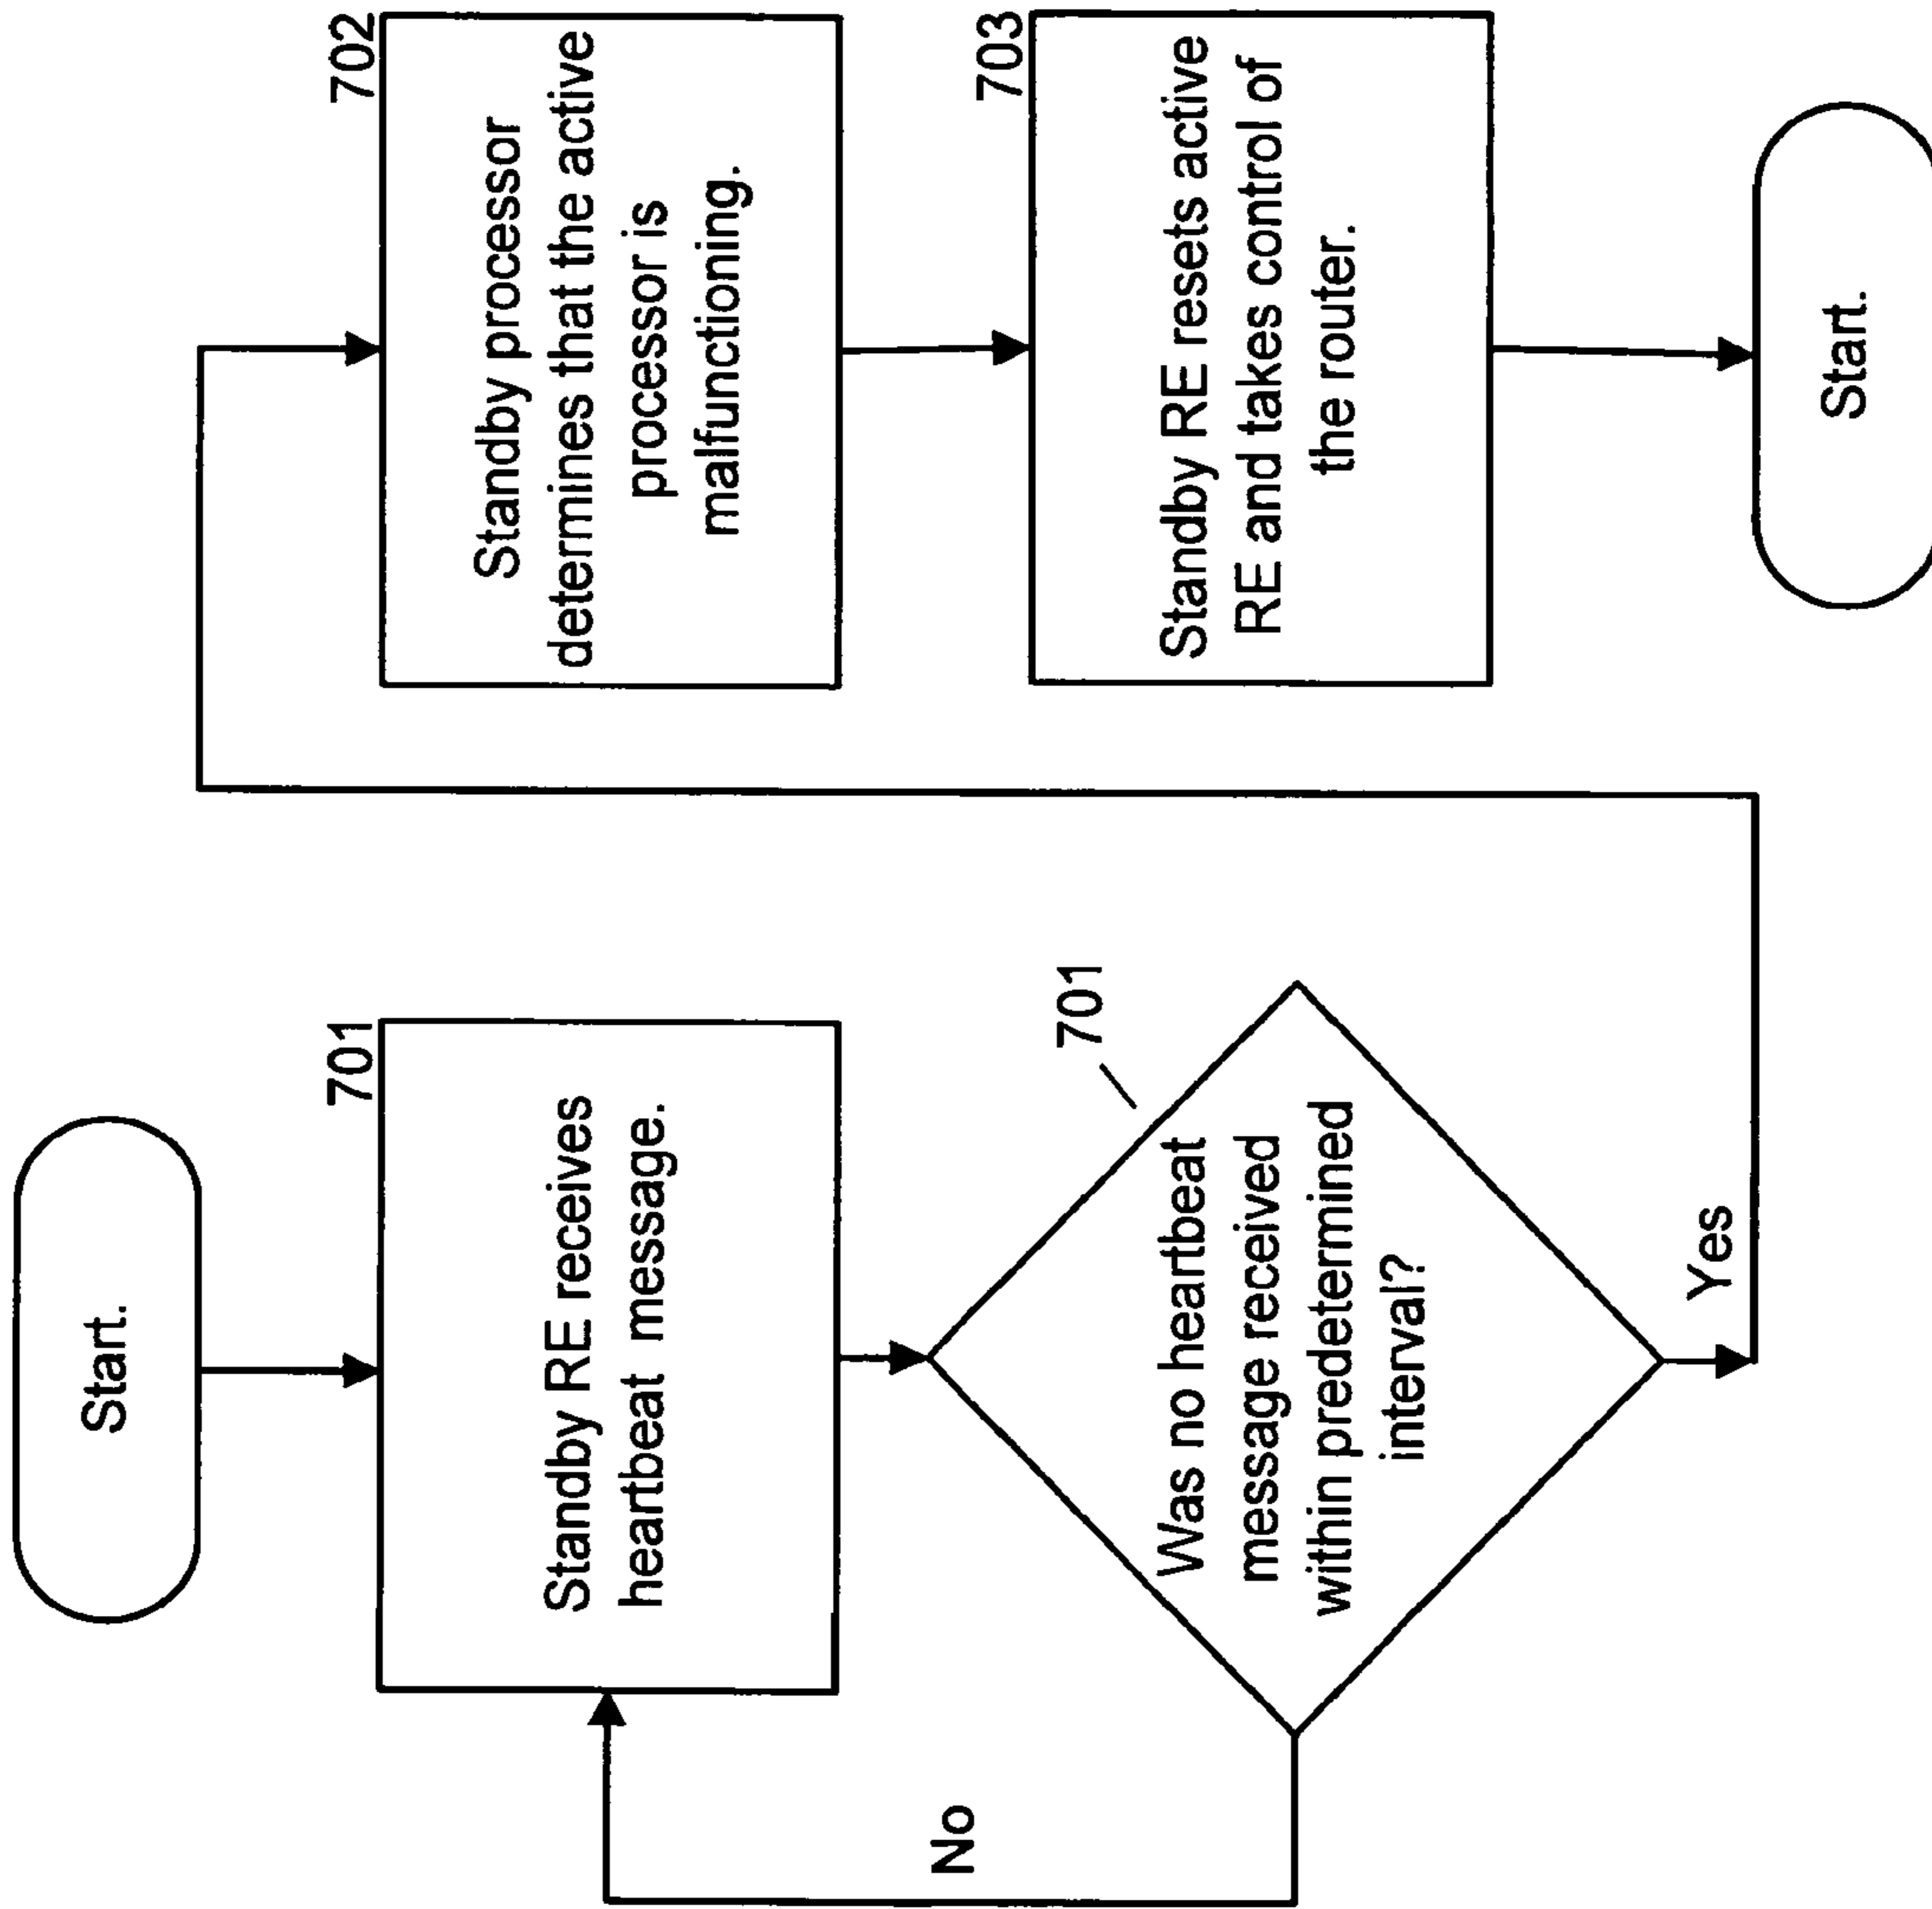 Start.
701
Standby RE receives
heartbeat message.
701
Was no heartbeat
message received
within predetermined
interval?
No
Yes
702
Standby processor
determines that the active
processor is
malfunctioning.
703
Standby RE resets active
RE and takes control of
the router.
Start.